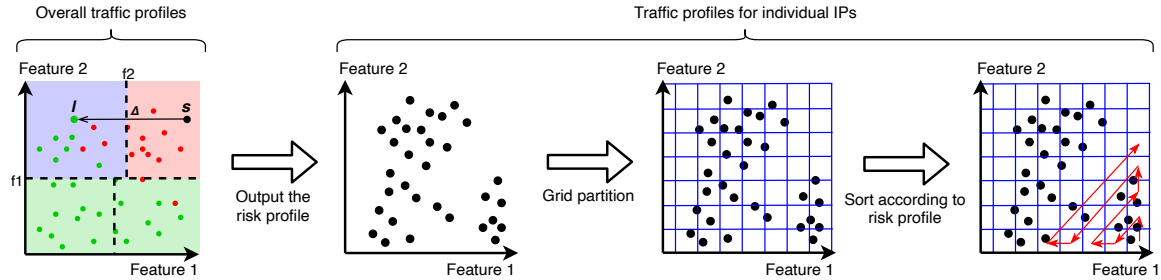 Overall traffic profiles
Traffic profiles for individual IPs
Feature 2
f2
l
Δ
s
f1
Feature 1
Output the
risk profile
Feature 2
Feature 1
Grid partition
Feature 2
Feature 1
Sort according to
risk profile
Feature 2
Feature 1